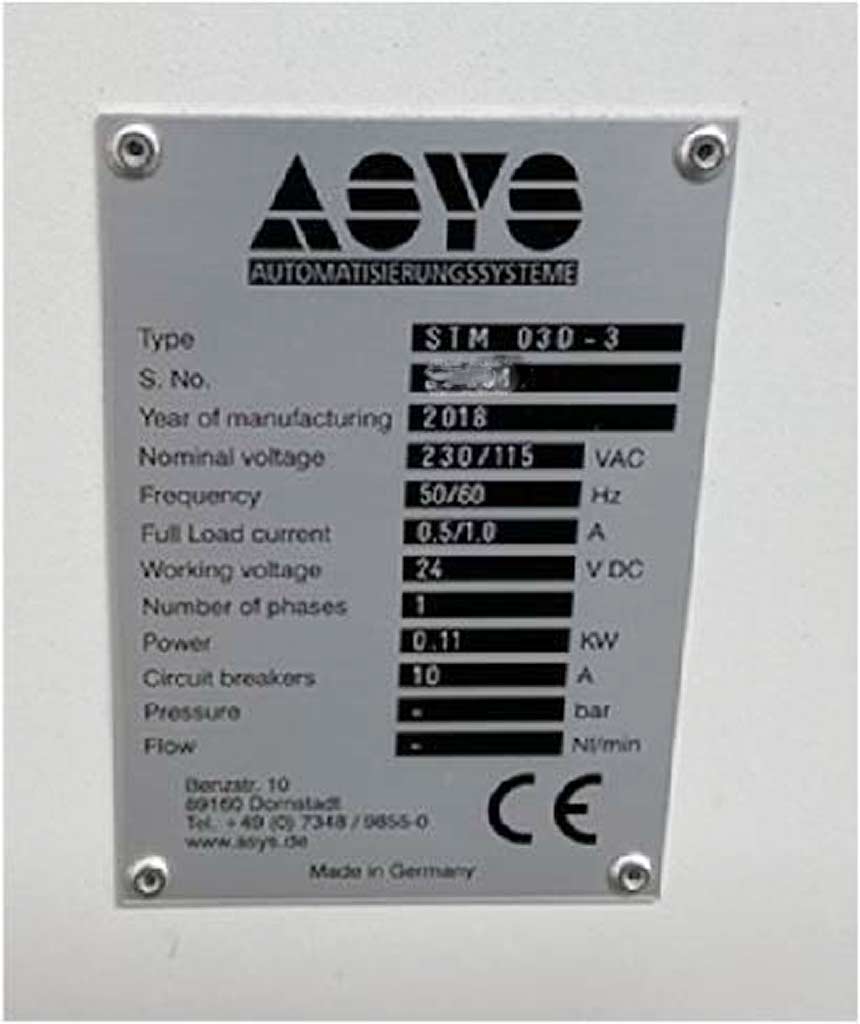 ASYS
AUTOMATISIERUNGSSYSTEME
Type STM 030-3
S. No.
Year of manufacturing 2018
Nominal voltage 230/115 VAC
Frequency 50/60 Hz
Full Load current 0.5/1.0 A
Working voltage 24 V DC
Number of phases 1
Power 0.11 KW
Circuit breakers 10 A
Pressure - bar
Flow - Nl/min
Benzstr. 10
89160 Dornstadt
Tel. +49 (0) 7348 / 9855-0
www.asys.de
CE
Made in Germany